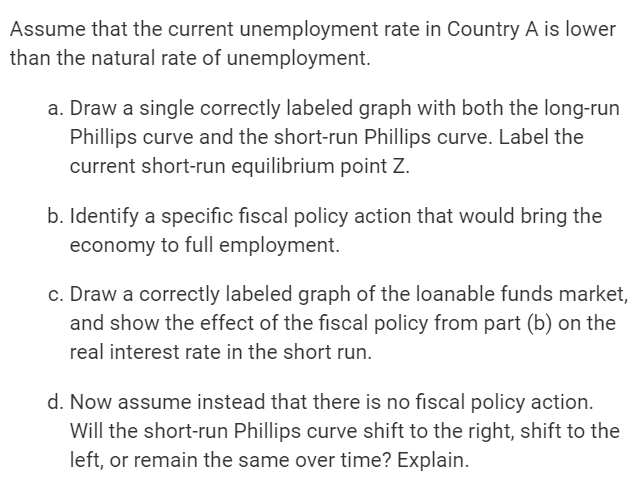 Assume that the current unemployment rate in Country A is lower
than the natural rate of unemployment.
a. Draw a single correctly labeled graph with both the long-run
Phillips curve and the short-run Phillips curve. Label the
current short-run equilibrium point Z.
b. Identify a specific fiscal policy action that would bring the
economy to full employment.
c. Draw a correctly labeled graph of the loanable funds market,
and show the effect of the fiscal policy from part (b) on the
real interest rate in the short run.
d. Now assume instead that there is no fiscal policy action.
Will the short-run Phillips curve shift to the right, shift to the
left, or remain the same over time? Explain.